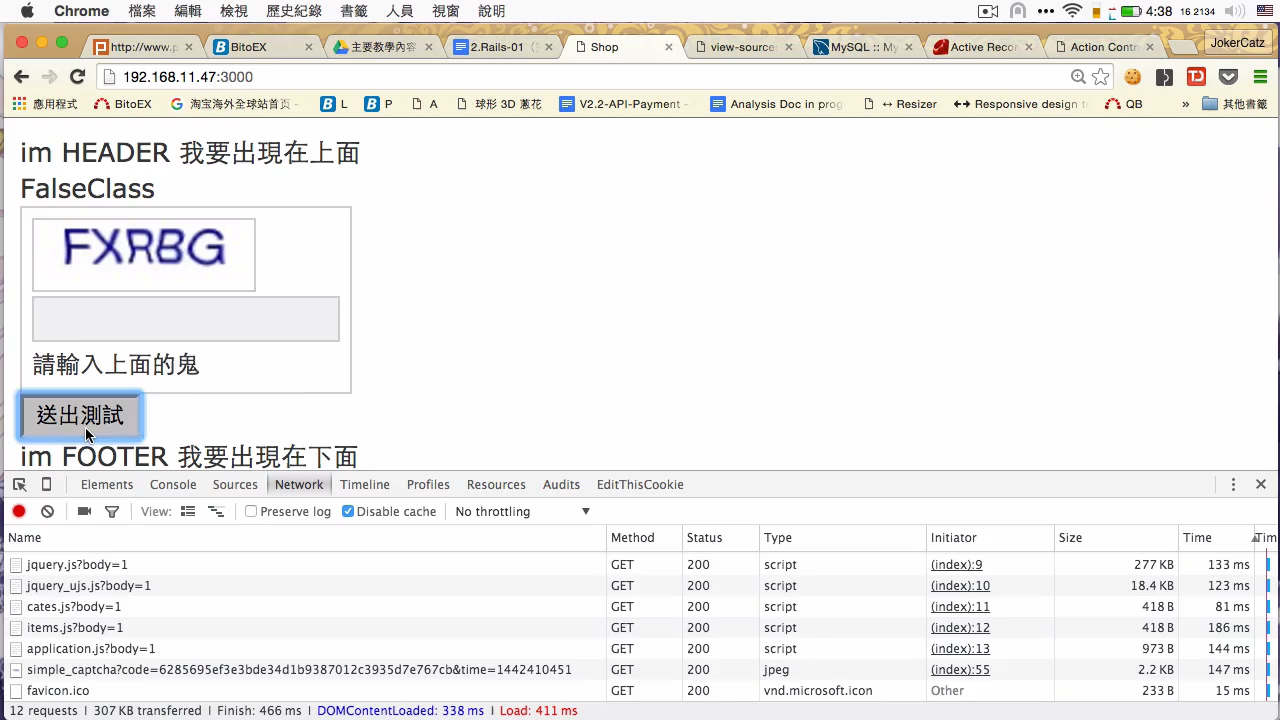 Chrome 檔案 編輯 檢視 歷史紀錄 書籤 人員 視窗 說明 4:38 16 2134
http://www.p BitoEX 主要教學內容 2.Rails-01 Shop view-source: MySQL :: My Active Reco Action Contr JokerCatz
192.168.11.47:3000
應用程式 BitoEX 淘宝海外全球站首页 - L P A 球形 3D 蔥花 V2.2-API-Payment - Analysis Doc in prog ↔ Resizer Responsive design t QB » 其他書籤
im HEADER 我要出現在上面
FalseClass
FXRBG
請輸入上面的鬼
送出測試
im FOOTER 我要出現在下面
Elements Console Sources Network Timeline Profiles Resources Audits EditThisCookie
View: Preserve log Disable cache No throttling
Name Method Status Type Initiator Size Time Tim
jquery.js?body=1 GET 200 script (index):9 277 KB 133 ms
jquery_ujs.js?body=1 GET 200 script (index):10 18.4 KB 123 ms
cates.js?body=1 GET 200 script (index):11 418 B 81 ms
items.js?body=1 GET 200 script (index):12 418 B 186 ms
application.js?body=1 GET 200 script (index):13 973 B 144 ms
simple_captcha?code=6285695ef3e3bde34d1b9387012c3935d7e767cb&time=1442410451 GET 200 jpeg (index):55 2.2 KB 147 ms
favicon.ico GET 200 vnd.microsoft.icon Other 233 B 15 ms
12 requests I 307 KB transferred I Finish: 466 ms I DOMContentLoaded: 338 ms I Load: 411 ms